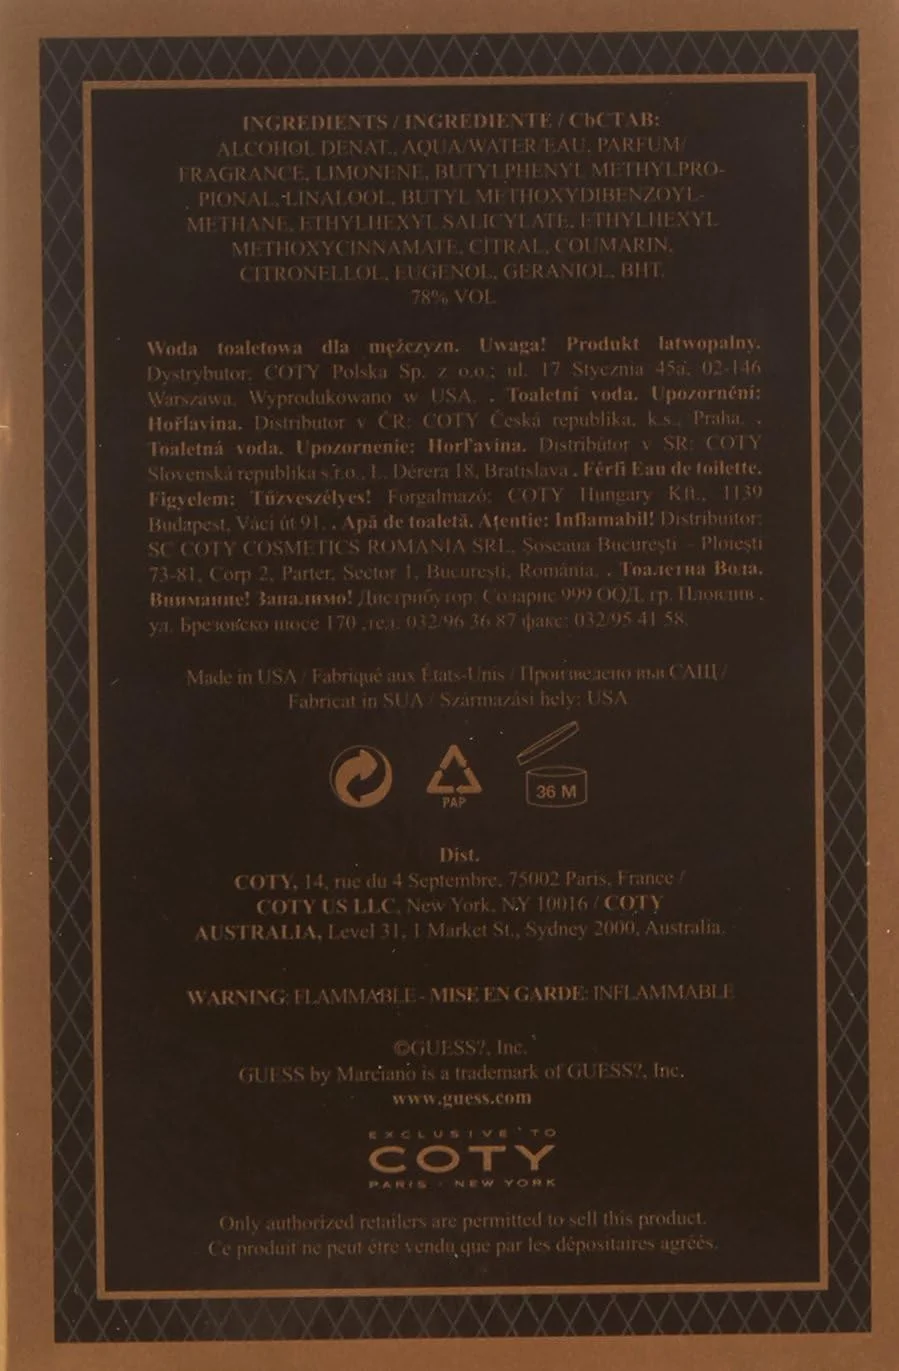 INGREDIENTS / INGREDIENTE / СЬСТАВ:
ALCOHOL DENAT., AQUA/WATER/EAU, PARFUM/
FRAGRANCE, LIMONENE, BUTYLPHENYL METHYLPRO-
PIONAL, LINALOOL, BUTYL METHOXYDIBENZOYL-
METHANE, ETHYLHEXYL SALICYLATE, ETHYLHEXYL
METHOXYCINNAMATE, CITRAL, COUMARIN,
CITRONELLOL, EUGENOL, GERANIOL, BHT.
78% VOL
Woda toaletowa dla mężczyzn. Uwaga! Produkt łatwopalny.
Dystrybutor: COTY Polska Sp. z o.o.; ul. 17 Stycznia 45a, 02-146
Warszawa. Wyprodukowano w USA. . Toaletní voda. Upozornění:
Hořlavina. Distributor v ČR: COTY Česká republika, k.s., Praha. .
Toaletná voda. Upozornenie: Horľavina. Distribútor v SR: COTY
Slovenská republika s.r.o., L. Dérera 18, Bratislava . Férfi Eau de toilette.
Figyelem: Tűzveszélyes! Forgalmazó: COTY Hungary Kft., 1139
Budapest, Váci út 91. . Apă de toaletă. Atenţie: Inflamabil! Distribuitor:
SC COTY COSMETICS ROMANIA SRL, Şoseaua Bucureşti - Ploieşti
73-81, Corp 2, Parter, Sector 1, Bucureşti, România. . Тоалетна Вода.
Внимание! Запалимо! Дистрибутор: Соларис 999 ООД, гр. Пловдив ,
ул. Брезовско шосе 170 ,тел: 032/96 36 87 факс: 032/95 41 58.
Made in USA / Fabriqué aux États-Unis / Произведено във САЩ /
Fabricat in SUA / Származási hely: USA
PAP
36 M
Dist.
COTY, 14, rue du 4 Septembre, 75002 Paris, France /
COTY US LLC, New York, NY 10016 / COTY
AUSTRALIA, Level 31, 1 Market St., Sydney 2000, Australia.
WARNING: FLAMMABLE - MISE EN GARDE: INFLAMMABLE
©GUESS?, Inc.
GUESS by Marciano is a trademark of GUESS?, Inc.
www.guess.com
EXCLUSIVE TO
COTY
PARIS - NEW YORK
Only authorized retailers are permitted to sell this product.
Ce produit ne peut être vendu que par les dépositaires agréés.